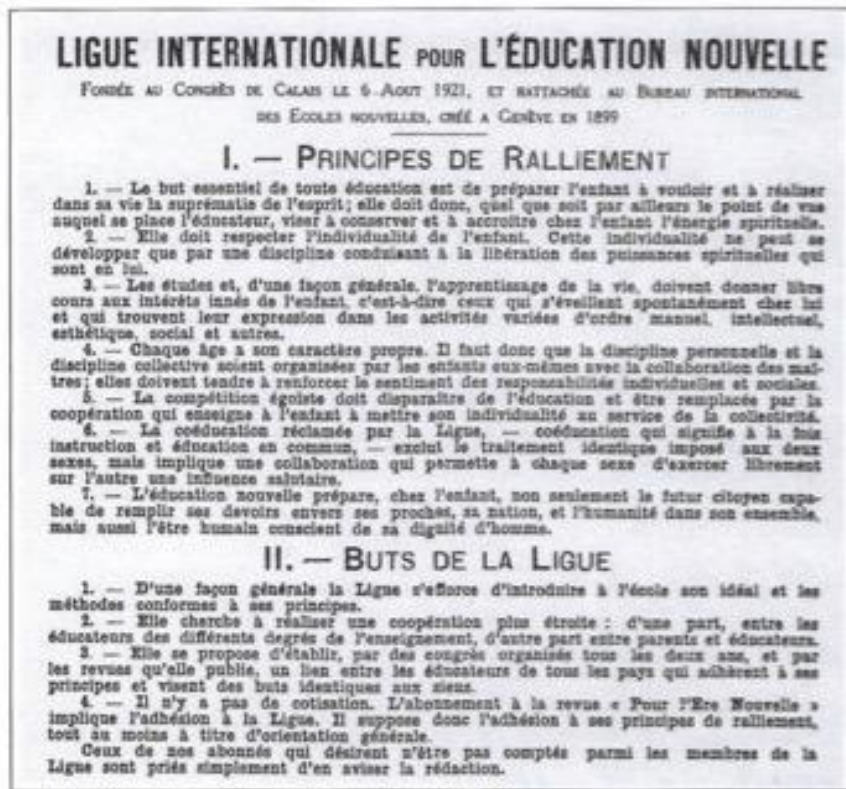 LIGUE INTERNATIONALE POUR L'ÉDUCATION NOUVELLE
FONDÉE AU CONGRÈS DE CALAIS LE 6 AOUT 1921, ET RATTACHÉE AU BUREAU INTERNATIONAL
DES ECOLES NOUVELLES, CRÉÉ A GENÈVE EN 1899
I. — PRINCIPES DE RALLIEMENT
1. — Le but essentiel de toute éducation est de préparer l'enfant à vouloir et à réaliser
dans sa vie la suprématie de l'esprit ; elle doit donc, quel que soit par ailleurs le point de vue
auquel se place l'éducateur, viser à conserver et à accroître chez l'enfant l'énergie spirituelle.
2. — Elle doit respecter l'individualité de l'enfant. Cette individualité ne peut se
développer que par une discipline conduisant à la libération des puissances spirituelles qui
sont en lui.
3. — Les études et, d'une façon générale, l'apprentissage de la vie, doivent donner libre
cours aux intérêts innés de l'enfant, c'est-à-dire ceux qui s'éveillent spontanément chez lui
et qui trouvent leur expression dans les activités variées d'ordre manuel, intellectuel,
esthétique, social et autres.
4. — Chaque âge a son caractère propre. Il faut donc que la discipline personnelle et la
discipline collective soient organisées par les enfants eux-mêmes avec la collaboration des maî-
tres ; elles doivent tendre à renforcer le sentiment des responsabilités individuelles et sociales.
5. — La compétition égoïste doit disparaître de l'éducation et être remplacée par la
coopération qui enseigne à l'enfant à mettre son individualité au service de la collectivité.
6. — La coéducation réclamée par la Ligue, — coéducation qui signifie à la fois
instruction et éducation en commun, — exclut le traitement identique imposé aux deux
sexes, mais implique une collaboration qui permette à chaque sexe d'exercer librement
sur l'autre une influence salutaire.
7. — L'éducation nouvelle prépare, chez l'enfant, non seulement le futur citoyen capa-
ble de remplir ses devoirs envers ses proches, sa nation, et l'humanité dans son ensemble,
mais aussi l'être humain conscient de sa dignité d'homme.
II. — BUTS DE LA LIGUE
1. — D'une façon générale la Ligue s'efforce d'introduire à l'école son idéal et les
méthodes conformes à ses principes.
2. — Elle cherche à réaliser une coopération plus étroite : d'une part, entre les
éducateurs des différents degrés de l'enseignement, d'autre part entre parents et éducateurs.
3. — Elle se propose d'établir, par des congrès organisés tous les deux ans, et par
les revues qu'elle publie, un lien entre les éducateurs de tous les pays qui adhèrent à ses
principes et visent des buts identiques aux siens.
4. — Il n'y a pas de cotisation. L'abonnement à la revue « Pour l'Ere Nouvelle »
implique l'adhésion à la Ligue. Il suppose donc l'adhésion à ses principes de ralliement,
tout au moins à titre d'orientation générale.
Ceux de nos abonnés qui désirent n'être pas comptés parmi les membres de la
Ligue sont priés simplement d'en aviser la rédaction.